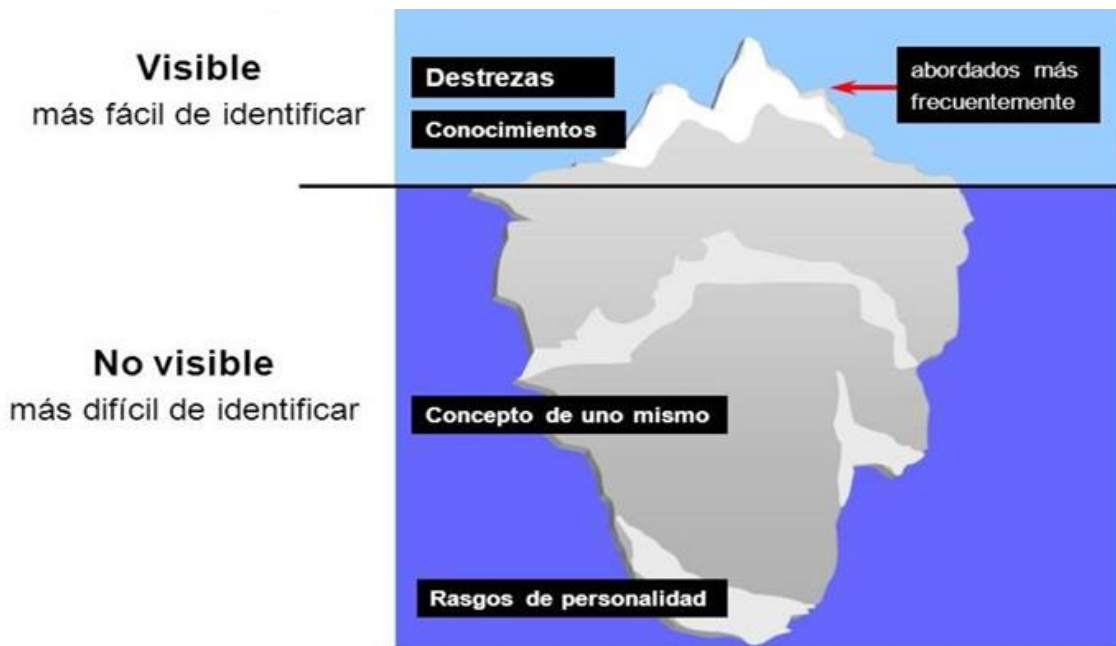 Visible
más fácil de identificar
Destrezas
Conocimientos
abordados más
frecuentemente
No visible
más difícil de identificar
Concepto de uno mismo
Rasgos de personalidad